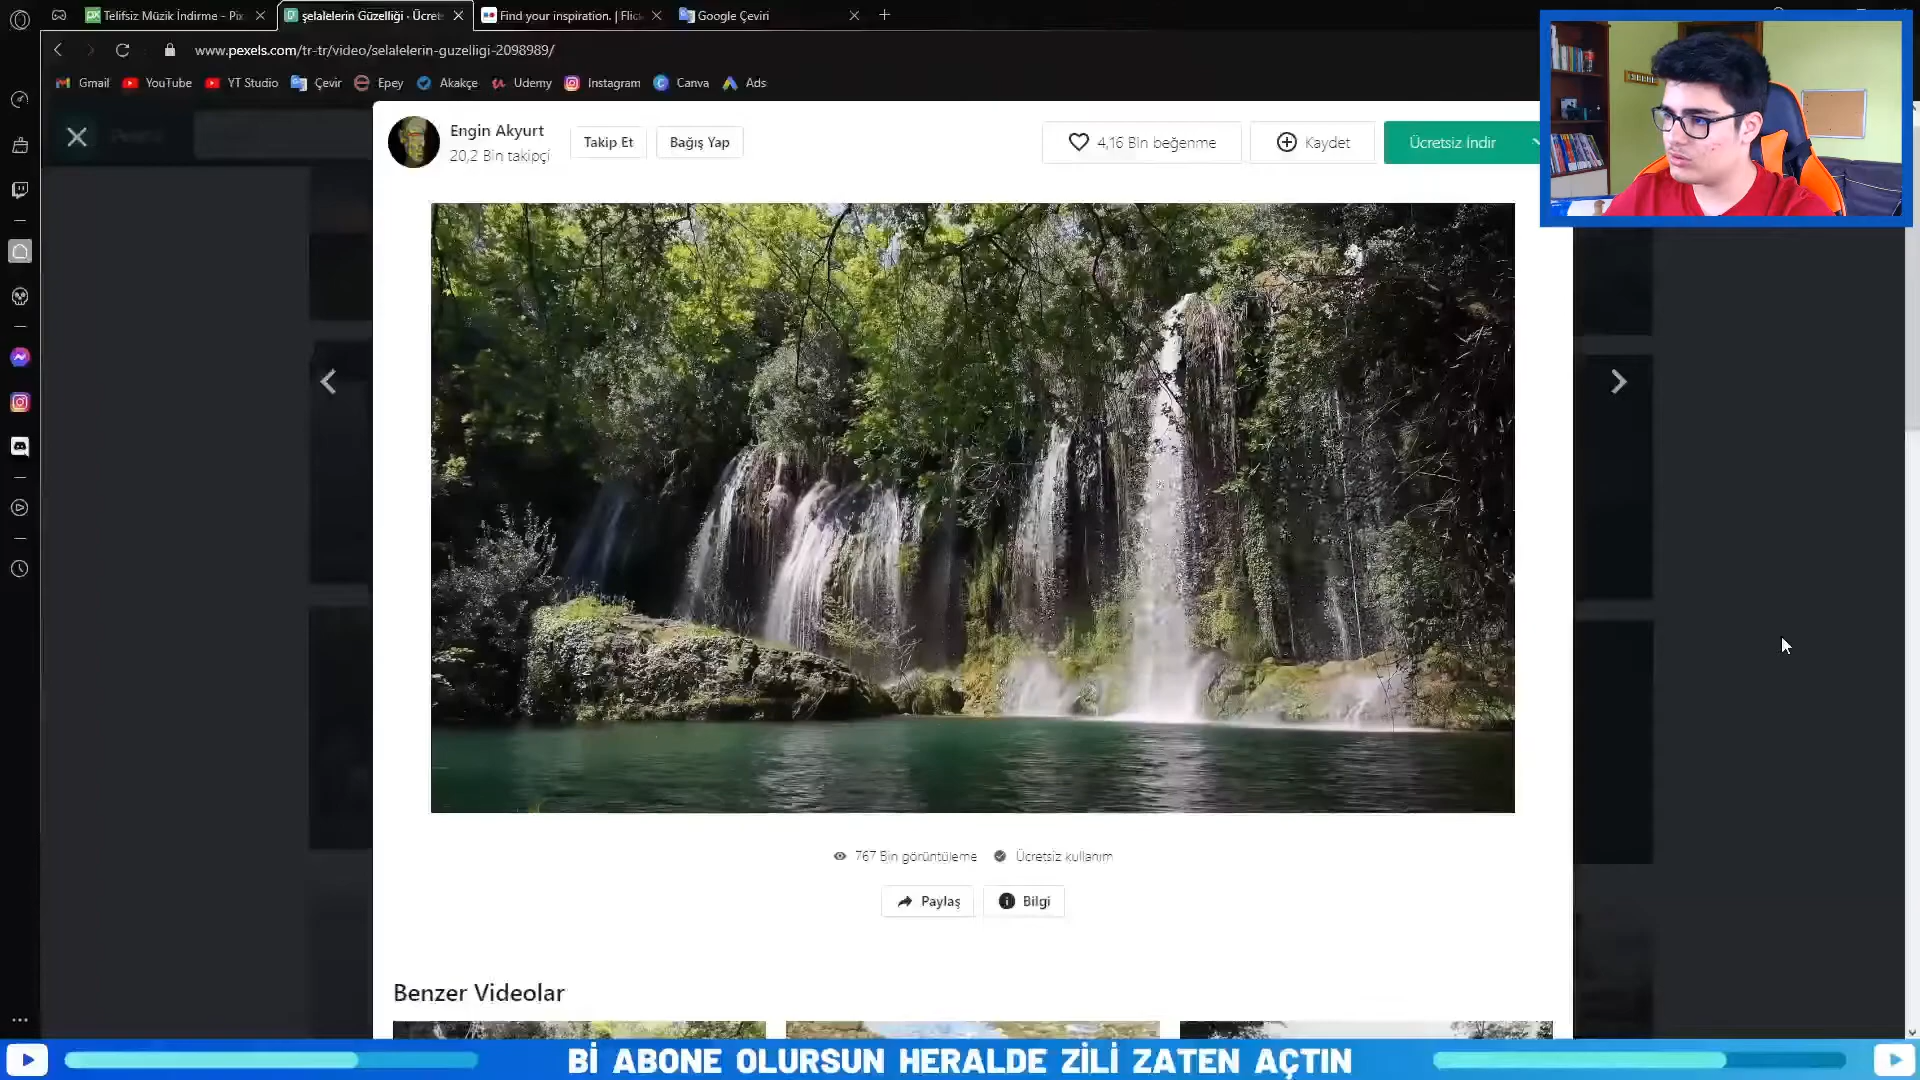 Telifsiz Müzik İndirme - Pix
şelalelerin Güzelliği · Ücrets
Find your inspiration. | Flick
Google Çeviri
www.pexels.com/tr-tr/video/selalelerin-guzelligi-2098989/
Gmail
YouTube
YT Studio
Çevir
Epey
Akakçe
Udemy
Instagram
Canva
Ads
Engin Akyurt
20,2 Bin takipçi
Takip Et
Bağış Yap
4,16 Bin beğenme
Kaydet
Ücretsiz İndir
767 Bin görüntüleme
Ücretsiz kullanım
Paylaş
Bilgi
Benzer Videolar
Bİ ABONE OLURSUN HERALDE ZİLİ ZATEN AÇTIN